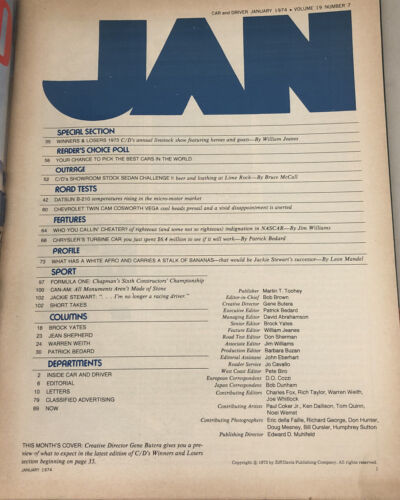 CAR and DRIVER JANUARY 1974 • VOLUME 19 NUMBER 7
JAN
SPECIAL SECTION
35 WINNERS & LOSERS 1973 C/D's annual livestock show featuring heroes and goats—By William Jeanes
READER'S CHOICE POLL
56 YOUR CHANCE TO PICK THE BEST CARS IN THE WORLD
OUTRAGE
52 C/D's SHOWROOM STOCK SEDAN CHALLENGE II beer and loathing at Lime Rock—By Bruce McCall
ROAD TESTS
42 DATSUN B-210 temperatures rising in the micro-motor market
60 CHEVROLET TWIN CAM COSWORTH VEGA cool heads prevail and a vivid disappointment is averted
FEATURES
64 WHO YOU CALLIN' CHEATER? righteous (and some not so righteous) indignation in NASCAR—By Jim Williams
68 CHRYSLER'S TURBINE CAR you just spent $6.4 million to see if it will work—By Patrick Bedard
PROFILE
73 WHAT HAS A WHITE AFRO AND CARRIES A STALK OF BANANAS—that would be Jackie Stewart's successor—By Leon Mandel
SPORT
97 FORMULA ONE: Chapman's Sixth Constructors' Championship
100 CAN-AM: All Monuments Aren't Made of Stone
102 JACKIE STEWART: ". . . I'm no longer a racing driver."
102 SHORT TAKES
COLUMNS
18 BROCK YATES
23 JEAN SHEPHERD
24 WARREN WEITH
30 PATRICK BEDARD
DEPARTMENTS
2 INSIDE CAR AND DRIVER
6 EDITORIAL
10 LETTERS
79 CLASSIFIED ADVERTISING
89 NOW
Publisher Martin T. Toohey
Editor-in-Chief Bob Brown
Creative Director Gene Butera
Executive Editor Patrick Bedard
Managing Editor David Abrahamson
Senior Editor Brock Yates
Feature Editor William Jeanes
Road Test Editor Don Sherman
Associate Editor Jim Williams
Production Editor Barbara Buzan
Editorial Assistant John Eberhart
Reader Service Jo Cavallo
West Coast Editor Pete Biro
European Correspondent D.D. Cozzi
Japan Correspondent Bob Dunham
Contributing Editors Charles Fox, Rich Taylor, Warren Weith,
Joe Whitlock
Contributing Artists Paul Coker Jr., Ken Dallison, Tom Quinn,
Noel Werrett
Contributing Photographers Eric della Faille, Richard George, Don Hunter,
Doug Mesney, Bill Oursler, Humphrey Sutton
Publishing Director Edward D. Muhlfeld
THIS MONTH'S COVER: Creative Director Gene Butera gives you a pre-
view of what to expect in the latest edition of C/D's Winners and Losers
section beginning on page 35.
JANUARY 1974
Copyright © 1973 by Ziff-Davis Publishing Company. All rights reserved.